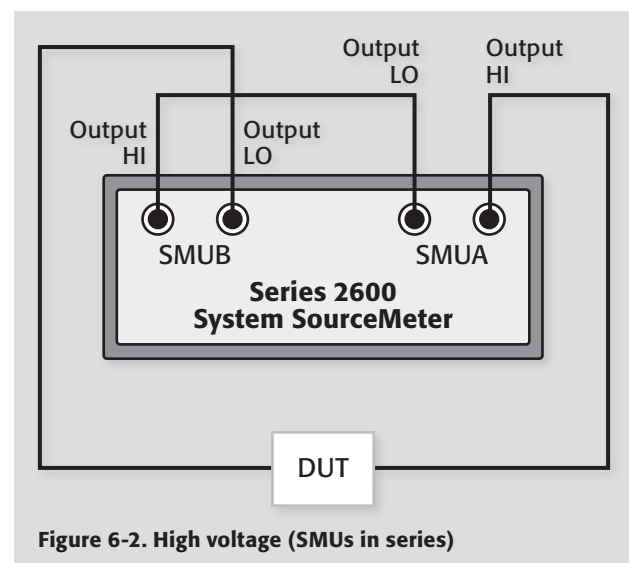 Output
LO
Output
HI
Output
HI
Output
LO
SMUB
SMUA
Series 2600
System SourceMeter
DUT
Figure 6-2. High voltage (SMUs in series)